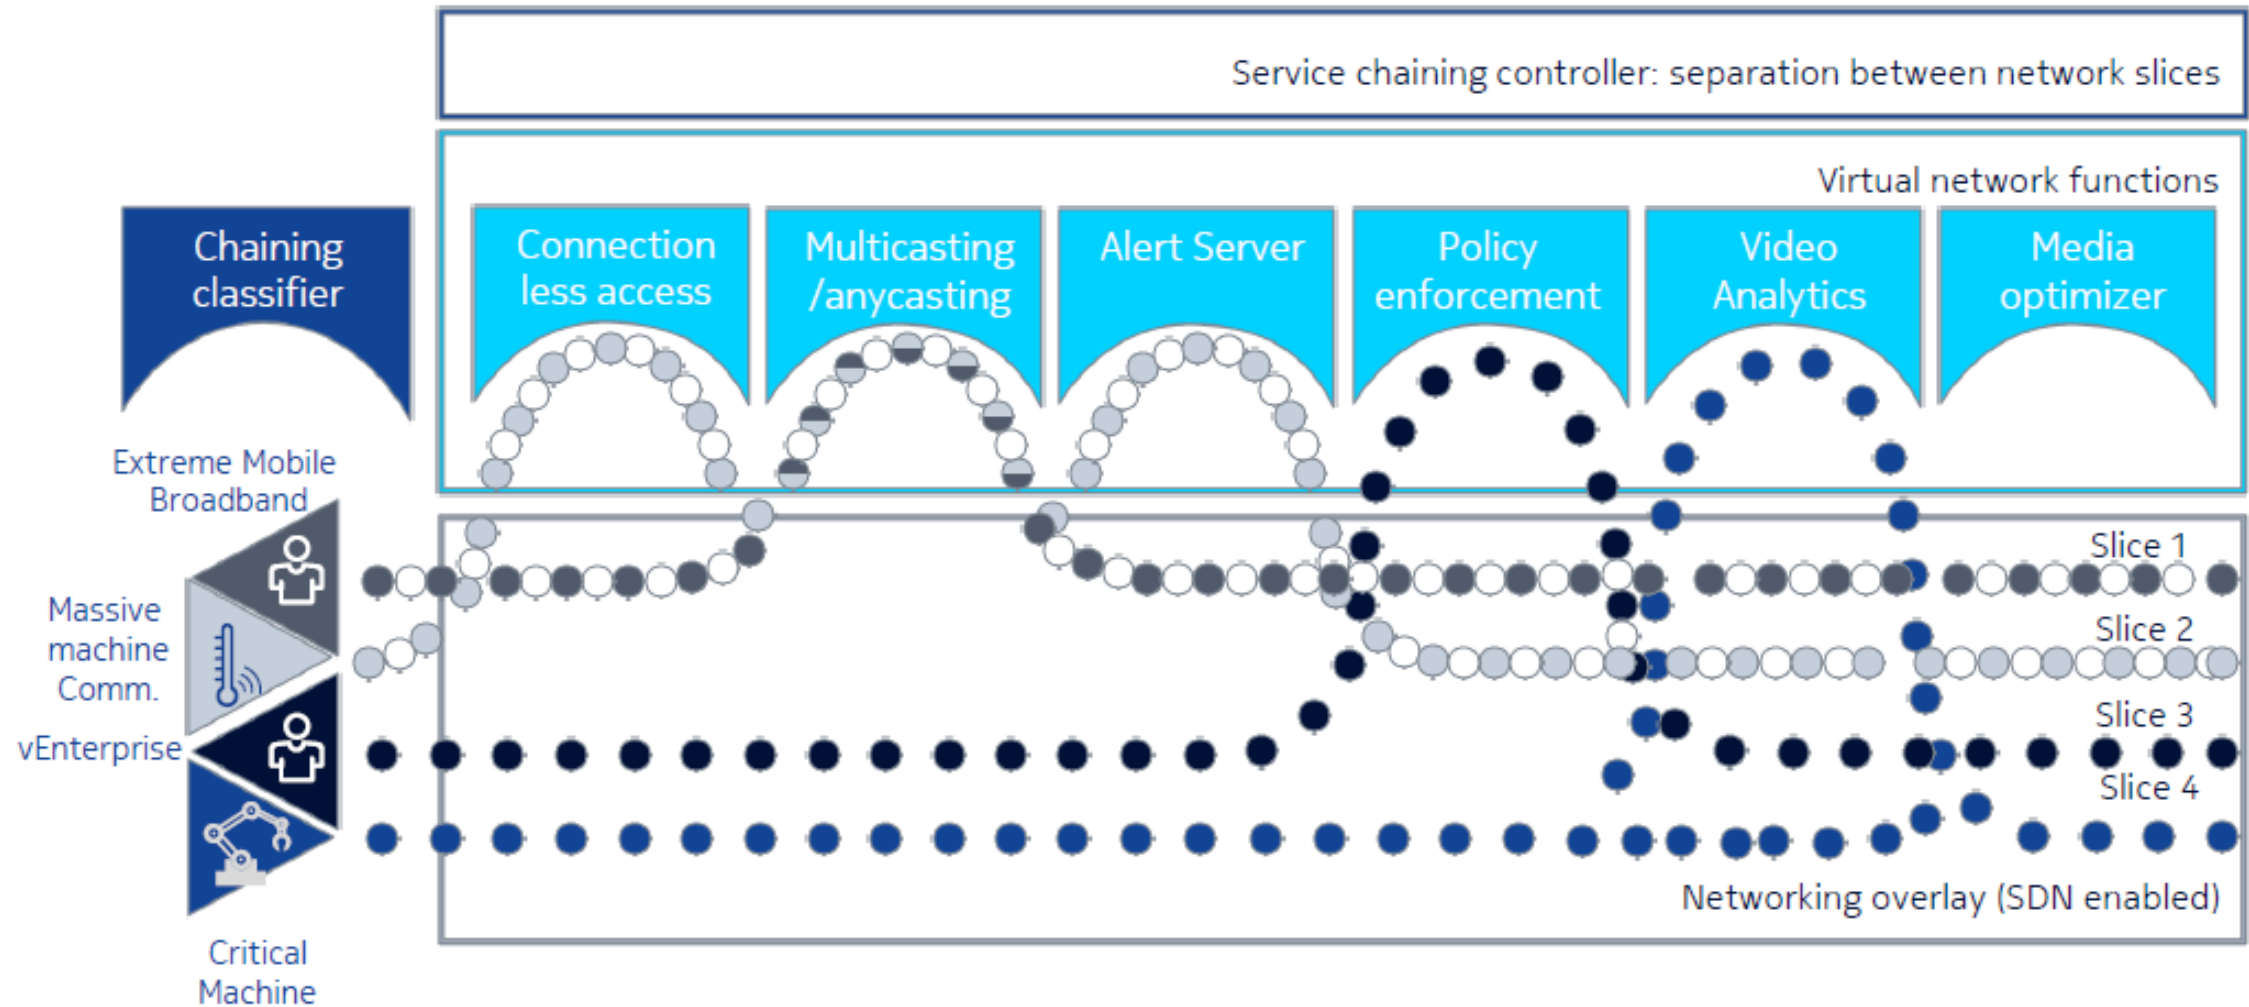 Service chaining controller: separation between network slices
Virtual network functions
Chaining
classifier
Connection
less access
Multicasting
/anycasting
Alert Server
Policy
enforcement
Video
Analytics
Media
optimizer
Extreme Mobile
Broadband
Massive
machine
Comm.
vEnterprise
Critical
Machine
Slice 1
Slice 2
Slice 3
Slice 4
Networking overlay (SDN enabled)